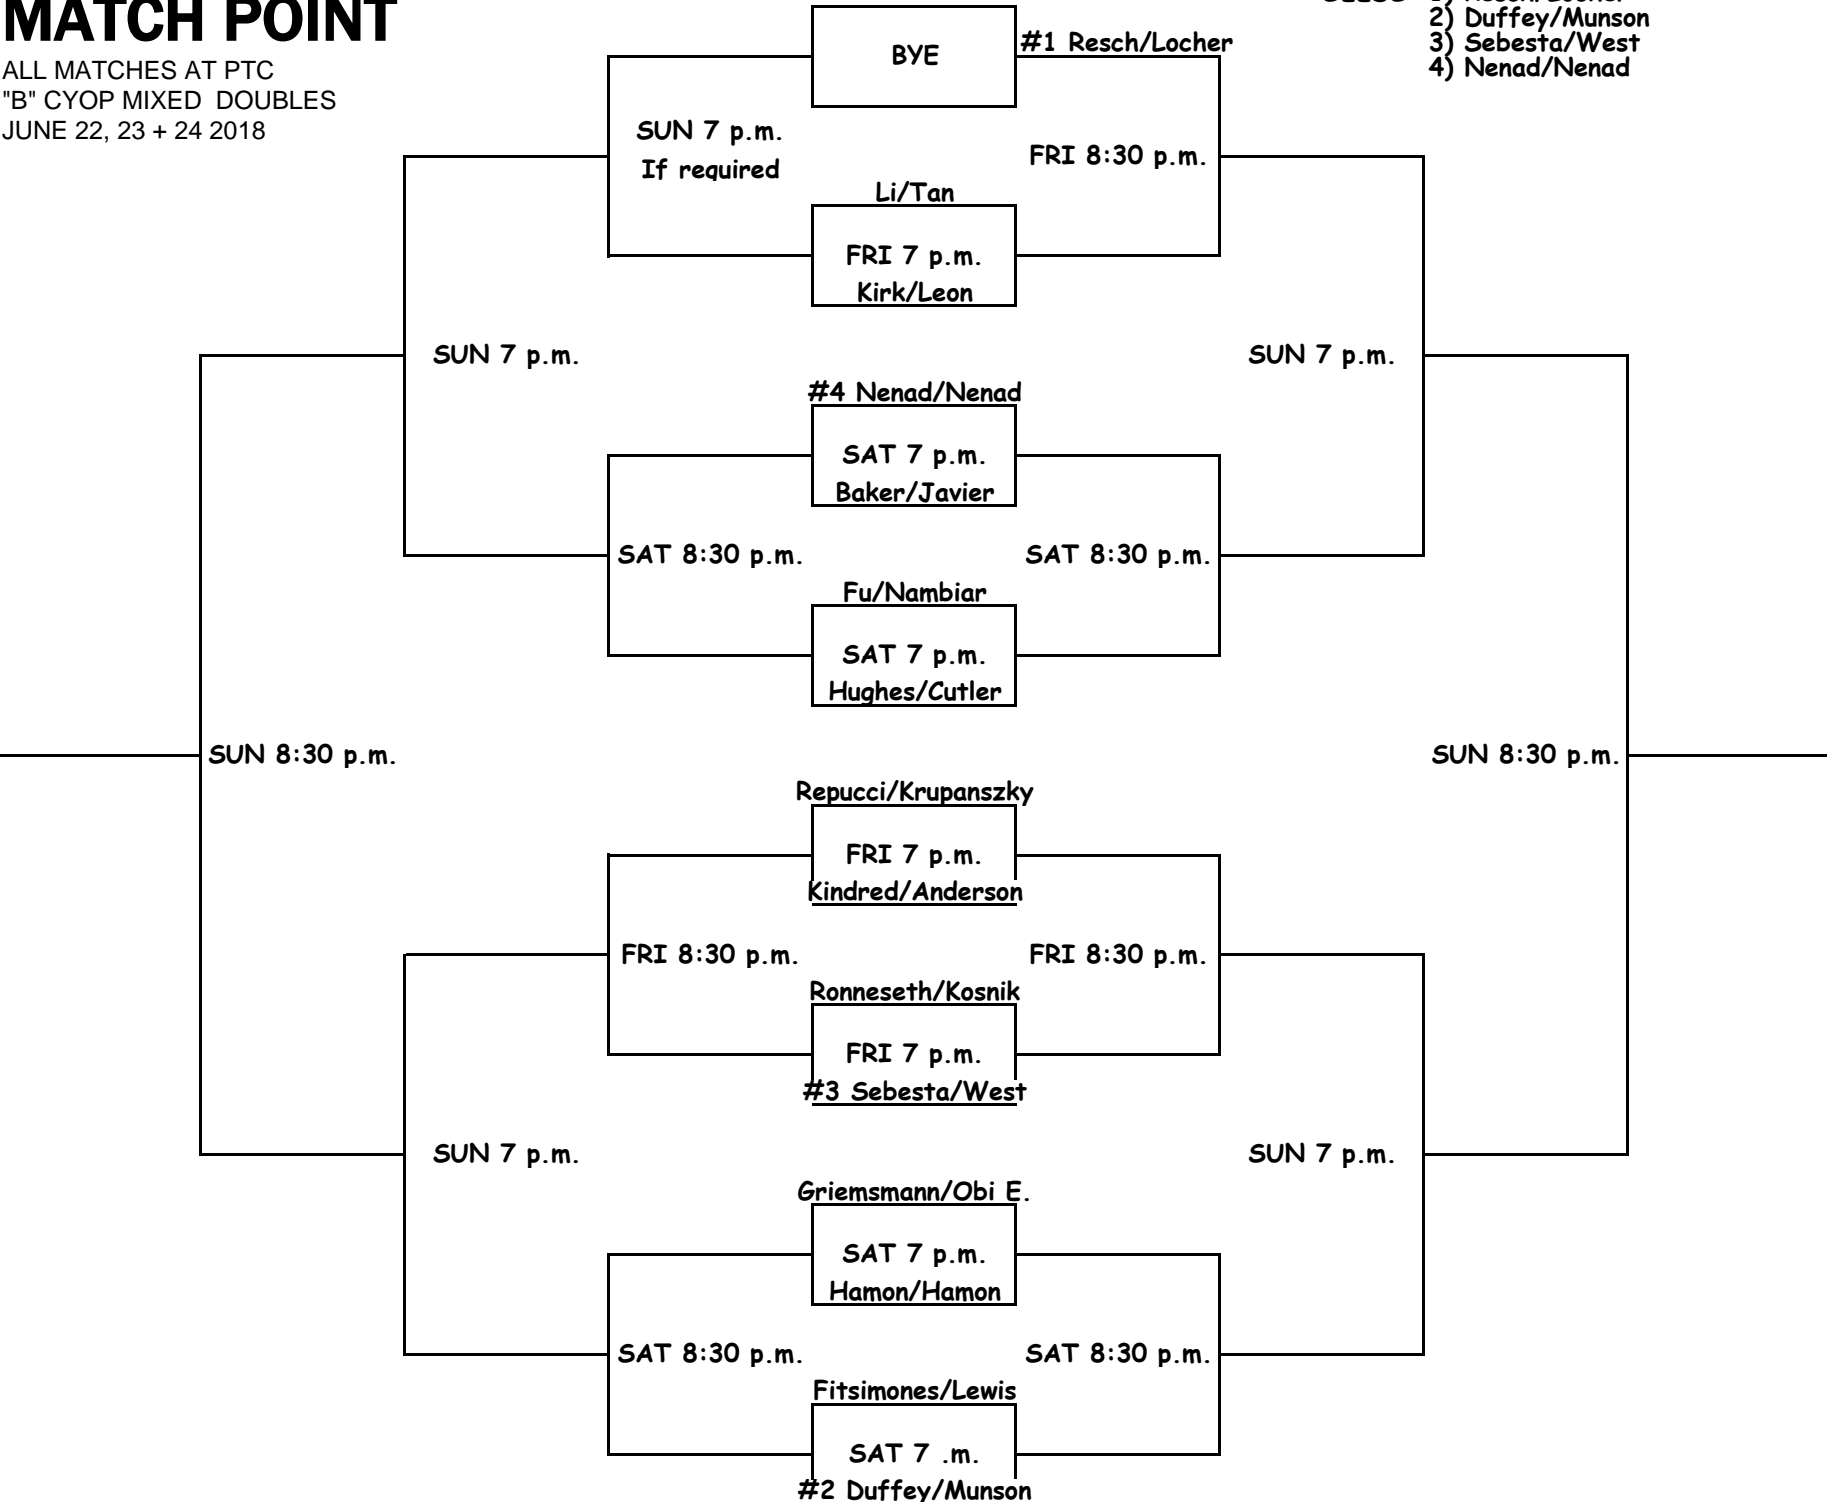 MATCH POINT
ALL MATCHES AT PTC
"B" CYOP MIXED DOUBLES
JUNE 22, 23 + 24 2018
2) Duffey/Munson
3) Sebesta/West
4) Nenad/Nenad
BYE
#1 Resch/Locher
SUN 7 p.m.
If required
FRI 8:30 p.m.
Li/Tan
FRI 7 p.m.
Kirk/Leon
SUN 7 p.m.
SUN 7 p.m.
#4 Nenad/Nenad
SAT 7 p.m.
Baker/Javier
SAT 8:30 p.m.
SAT 8:30 p.m.
Fu/Nambiar
SAT 7 p.m.
Hughes/Cutler
SUN 8:30 p.m.
SUN 8:30 p.m.
Repucci/Krupanszky
FRI 7 p.m.
Kindred/Anderson
FRI 8:30 p.m.
FRI 8:30 p.m.
Ronneseth/Kosnik
FRI 7 p.m.
#3 Sebesta/West
SUN 7 p.m.
SUN 7 p.m.
Griemsmann/Obi E.
SAT 7 p.m.
Hamon/Hamon
SAT 8:30 p.m.
SAT 8:30 p.m.
Fitsimones/Lewis
SAT 7 .m.
#2 Duffey/Munson